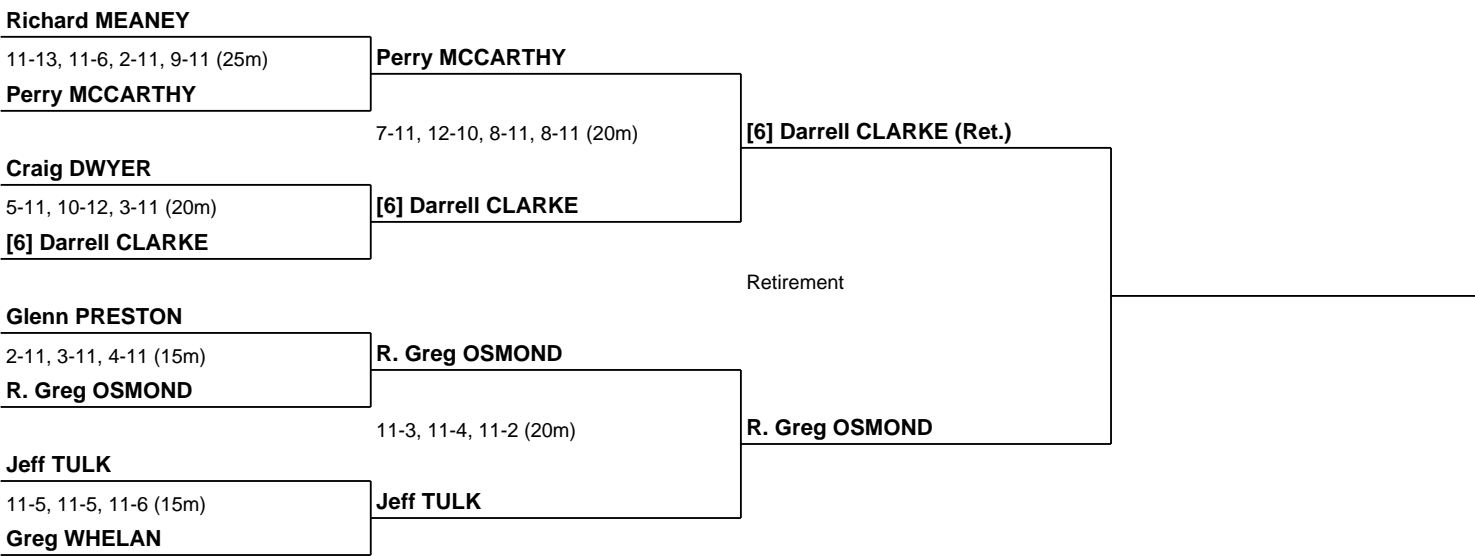 Richard MEANEY
11-13, 11-6, 2-11, 9-11 (25m)
Perry MCCARTHY
Perry MCCARTHY
7-11, 12-10, 8-11, 8-11 (20m)
[6] Darrell CLARKE (Ret.)
Craig DWYER
5-11, 10-12, 3-11 (20m)
[6] Darrell CLARKE
[6] Darrell CLARKE
Retirement
Glenn PRESTON
2-11, 3-11, 4-11 (15m)
R. Greg OSMOND
R. Greg OSMOND
11-3, 11-4, 11-2 (20m)
R. Greg OSMOND
Jeff TULK
11-5, 11-5, 11-6 (15m)
Jeff TULK
Greg WHELAN